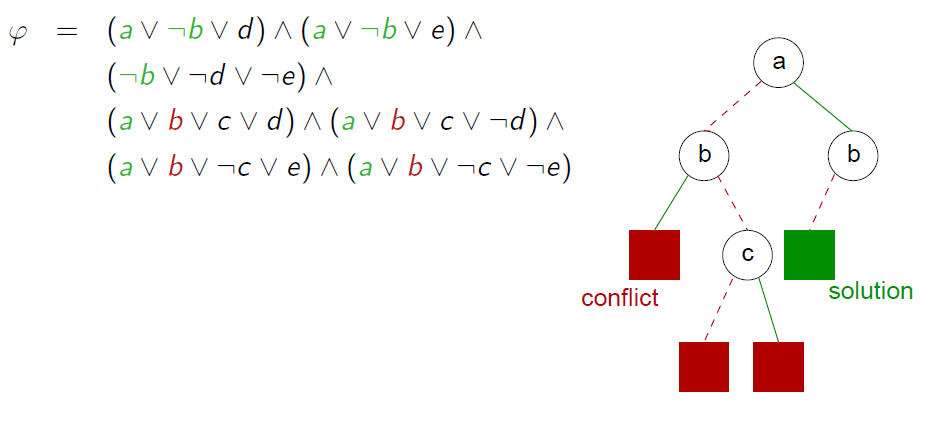 φ = (a ∨ ¬b ∨ d) ∧ (a ∨ ¬b ∨ e) ∧
(¬b ∨ ¬d ∨ ¬e) ∧
(a ∨ b ∨ c ∨ d) ∧ (a ∨ b ∨ c ∨ ¬d) ∧
(a ∨ b ∨ ¬c ∨ e) ∧ (a ∨ b ∨ ¬c ∨ ¬e)
a
b
b
c
conflict
solution